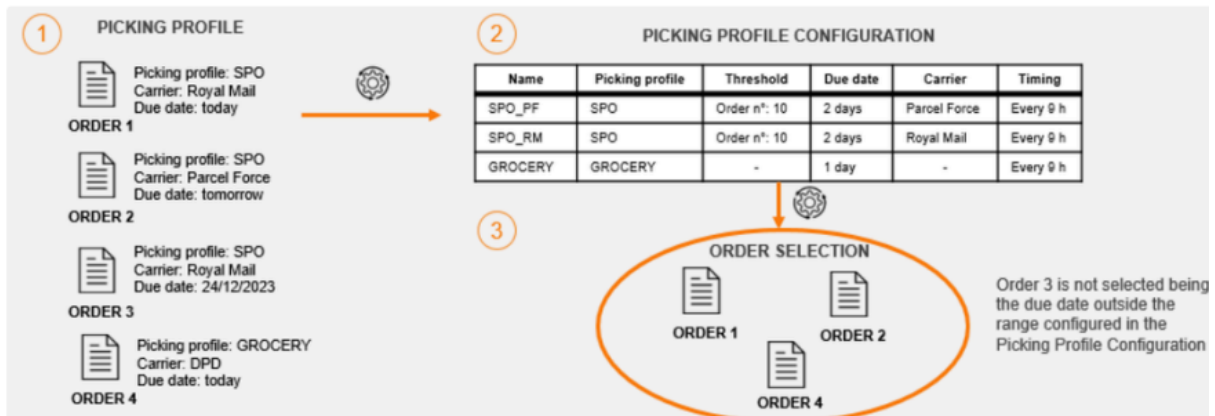 1
PICKING PROFILE
Picking profile: SPO
Carrier: Royal Mail
Due date: today
ORDER 1
Picking profile: SPO
Carrier: Parcel Force
Due date: tomorrow
ORDER 2
Picking profile: SPO
Carrier: Royal Mail
Due date: 24/12/2023
ORDER 3
Picking profile: GROCERY
Carrier: DPD
Due date: today
ORDER 4
2
PICKING PROFILE CONFIGURATION
Name Picking profile Threshold Due date Carrier Timing
SPO_PF SPO Order n°: 10 2 days Parcel Force Every 9 h
SPO_RM SPO Order n°: 10 2 days Royal Mail Every 9 h
GROCERY GROCERY - 1 day - Every 9 h
3
ORDER SELECTION
ORDER 1
ORDER 2
ORDER 4
Order 3 is not selected being
the due date outside the
range configured in the
Picking Profile Configuration